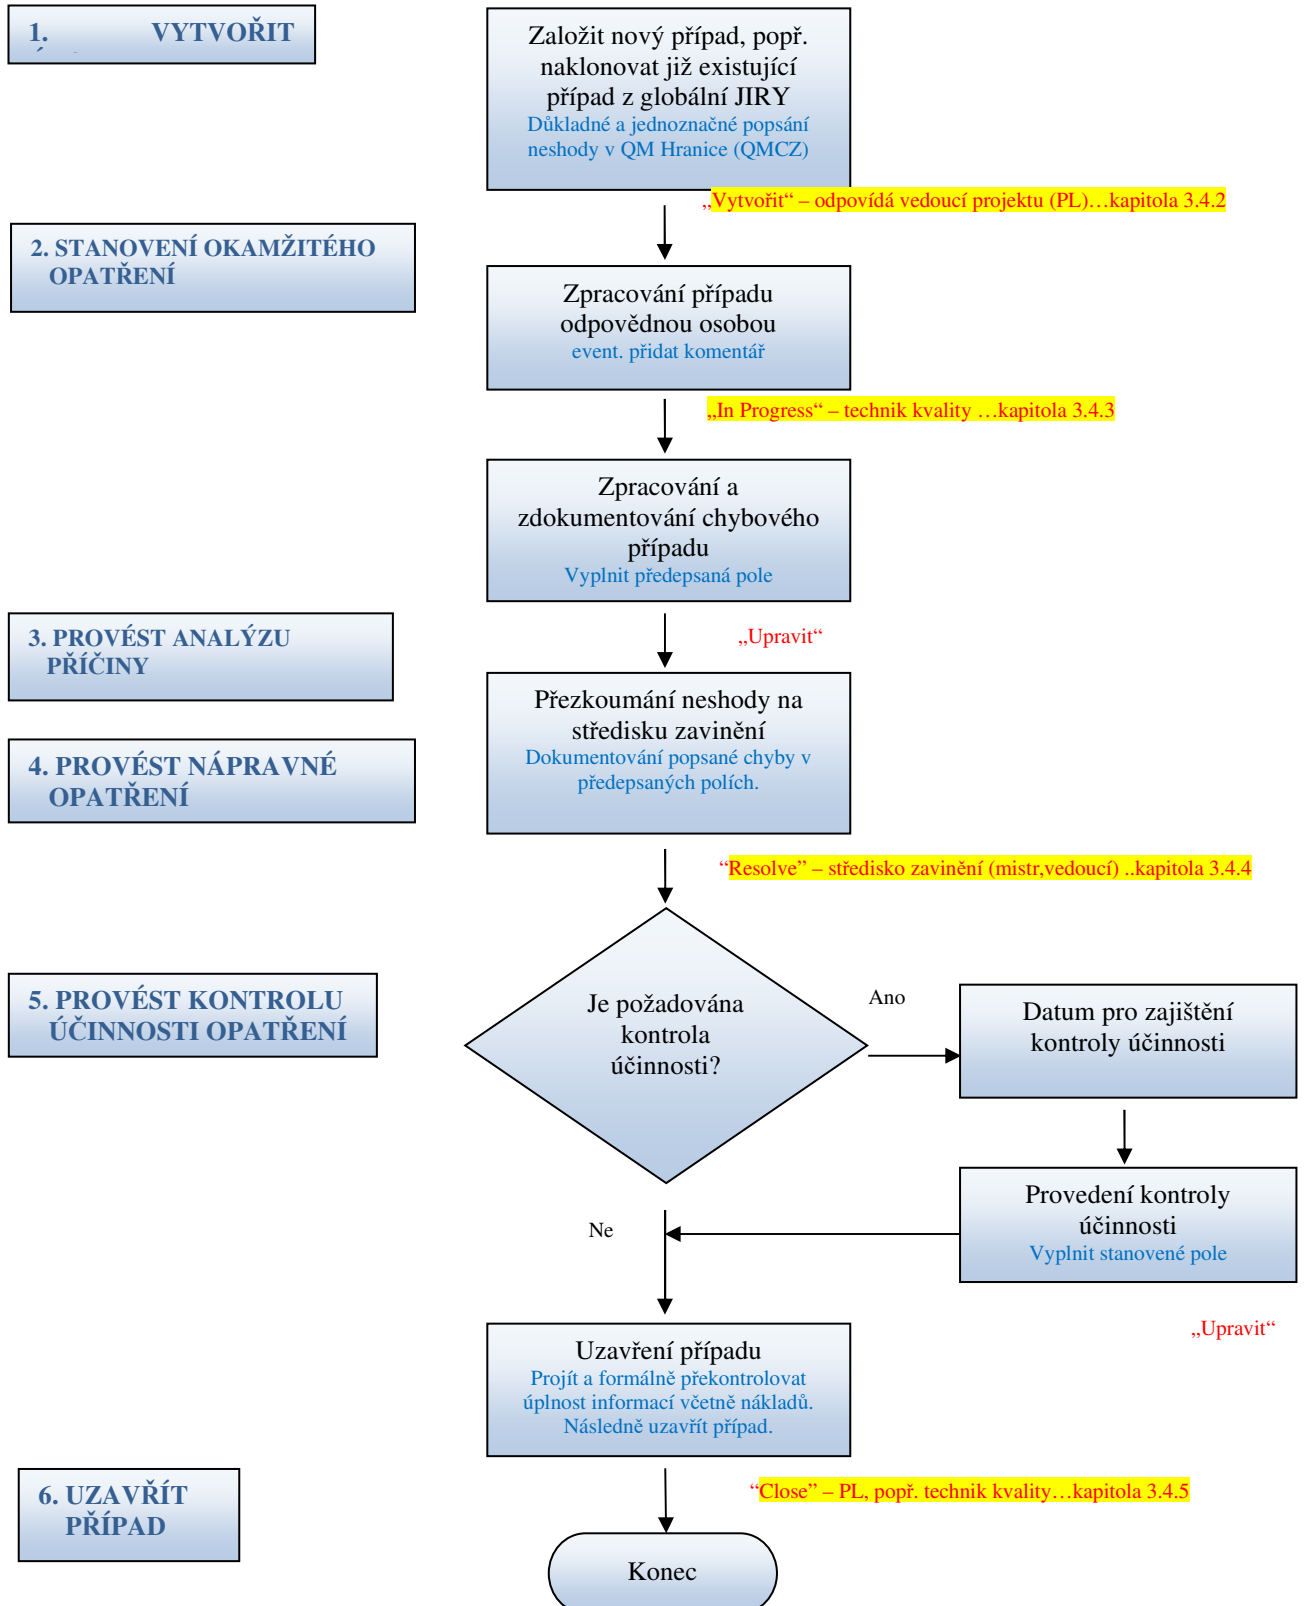 1. VYTVOŘIT
Založit nový případ, popř.
naklonovat již existující
případ z globální JIRY
Důkladné a jednoznačné popsání
neshody v QM Hranice (QMCZ)
„Vytvořit“ – odpovídá vedoucí projektu (PL)…kapitola 3.4.2
2. STANOVENÍ OKAMŽITÉHO
OPATŘENÍ
Zpracování případu
odpovědnou osobou
event. přidat komentář
„In Progress“ – technik kvality …kapitola 3.4.3
Zpracování a
zdokumentování chybového
případu
Vyplnit předepsaná pole
„Upravit“
3. PROVÉST ANALÝZU
PŘÍČINY
Přezkoumání neshody na
středisku zavinění
Dokumentování popsané chyby v
předepsaných polích.
4. PROVÉST NÁPRAVNÉ
OPATŘENÍ
“Resolve” – středisko zavinění (mistr,vedoucí) ..kapitola 3.4.4
5. PROVÉST KONTROLU
ÚČINNOSTI OPATŘENÍ
Je požadována
kontrola
účinnosti?
Ano
Datum pro zajištění
kontroly účinnosti
Provedení kontroly
účinnosti
Vyplnit stanovené pole
Ne
„Upravit“
Uzavření případu
Projít a formálně překontrolovat
úplnost informací včetně nákladů.
Následně uzavřít případ.
6. UZAVŘÍT
PŘÍPAD
“Close” – PL, popř. technik kvality…kapitola 3.4.5
Konec